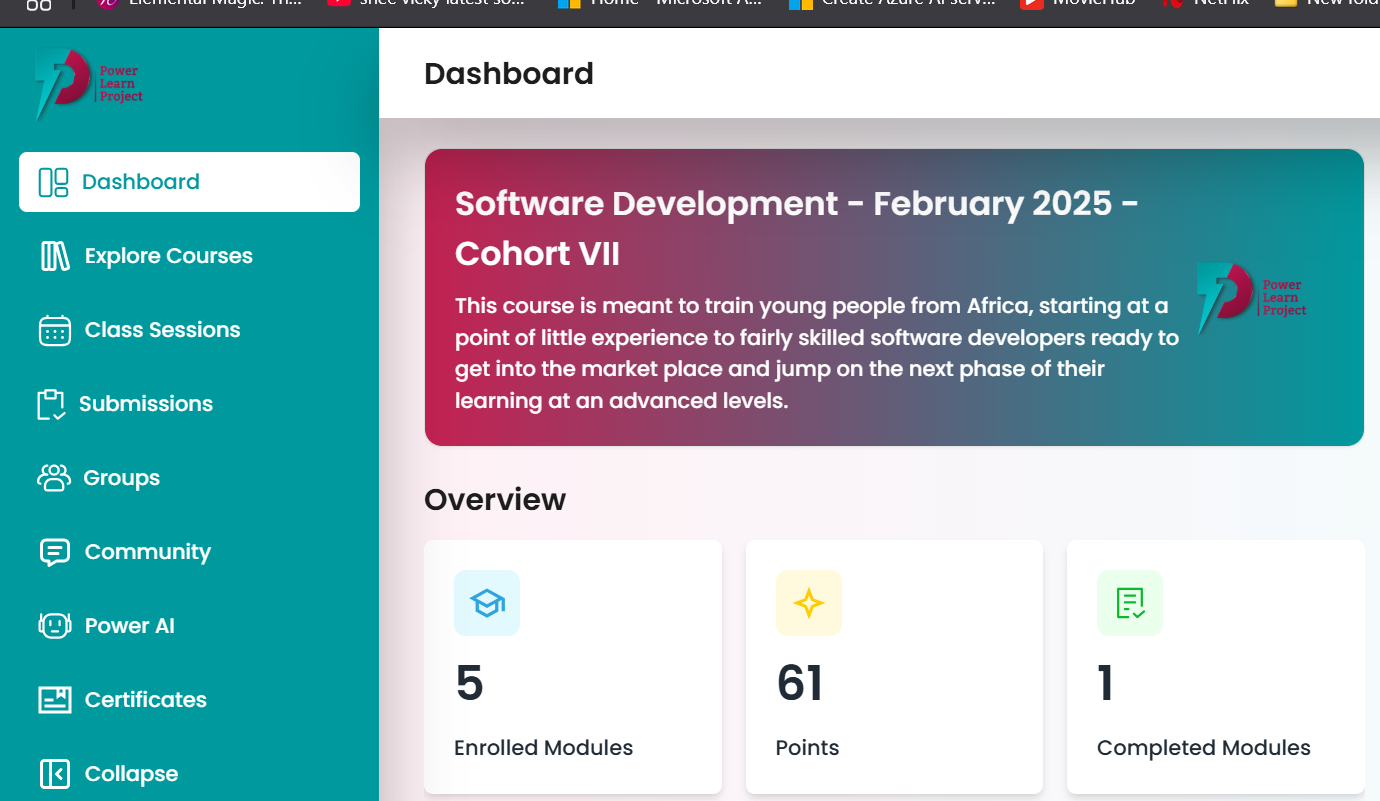 Elemental Magic: Th...
shee vicky latest so...
Home - Microsoft A...
Create Azure AI serv...
MovieHub
Netflix
Power
Learn
Project
Dashboard
Explore Courses
Class Sessions
Submissions
Groups
Community
Power AI
Certificates
Collapse
Dashboard
Software Development - February 2025 -
Cohort VII
This course is meant to train young people from Africa, starting at a
point of little experience to fairly skilled software developers ready to
get into the market place and jump on the next phase of their
learning at an advanced levels.
Power
Learn
Project
Overview
5
Enrolled Modules
61
Points
1
Completed Modules